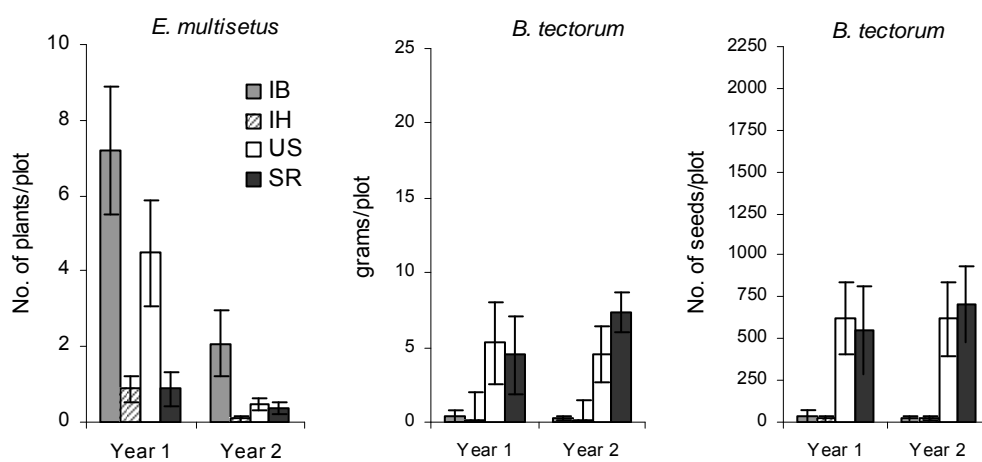 E. multisetus
10
8
6
4
2
0
No. of plants/plot
IB
IH
US
SR
Year 1
Year 2
B. tectorum
25
20
15
10
5
0
grams/plot
Year 1
Year 2
B. tectorum
2250
2000
1750
1500
1250
1000
750
500
250
0
No. of seeds/plot
Year 1
Year 2